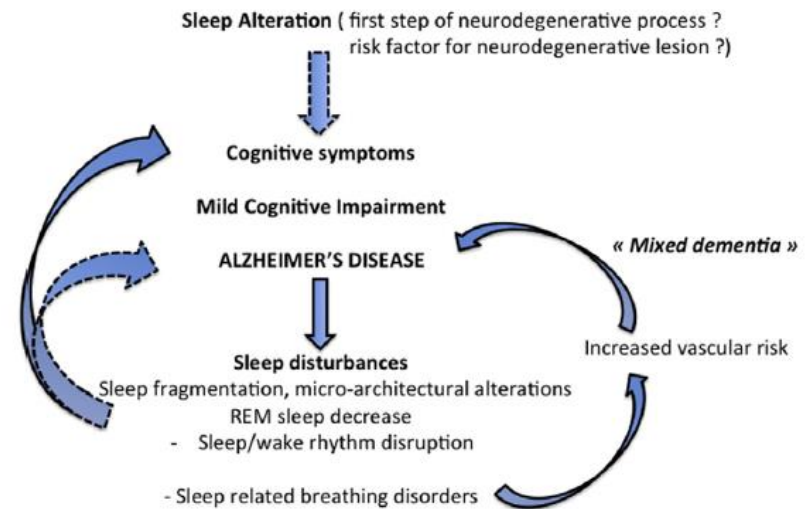 Sleep Alteration ( first step of neurodegenerative process ?
risk factor for neurodegenerative lesion ?)
Cognitive symptoms
Mild Cognitive Impairment
« Mixed dementia »
ALZHEIMER'S DISEASE
Increased vascular risk
Sleep disturbances
Sleep fragmentation, micro-architectural alterations
REM sleep decrease
- Sleep/wake rhythm disruption
- Sleep related breathing disorders